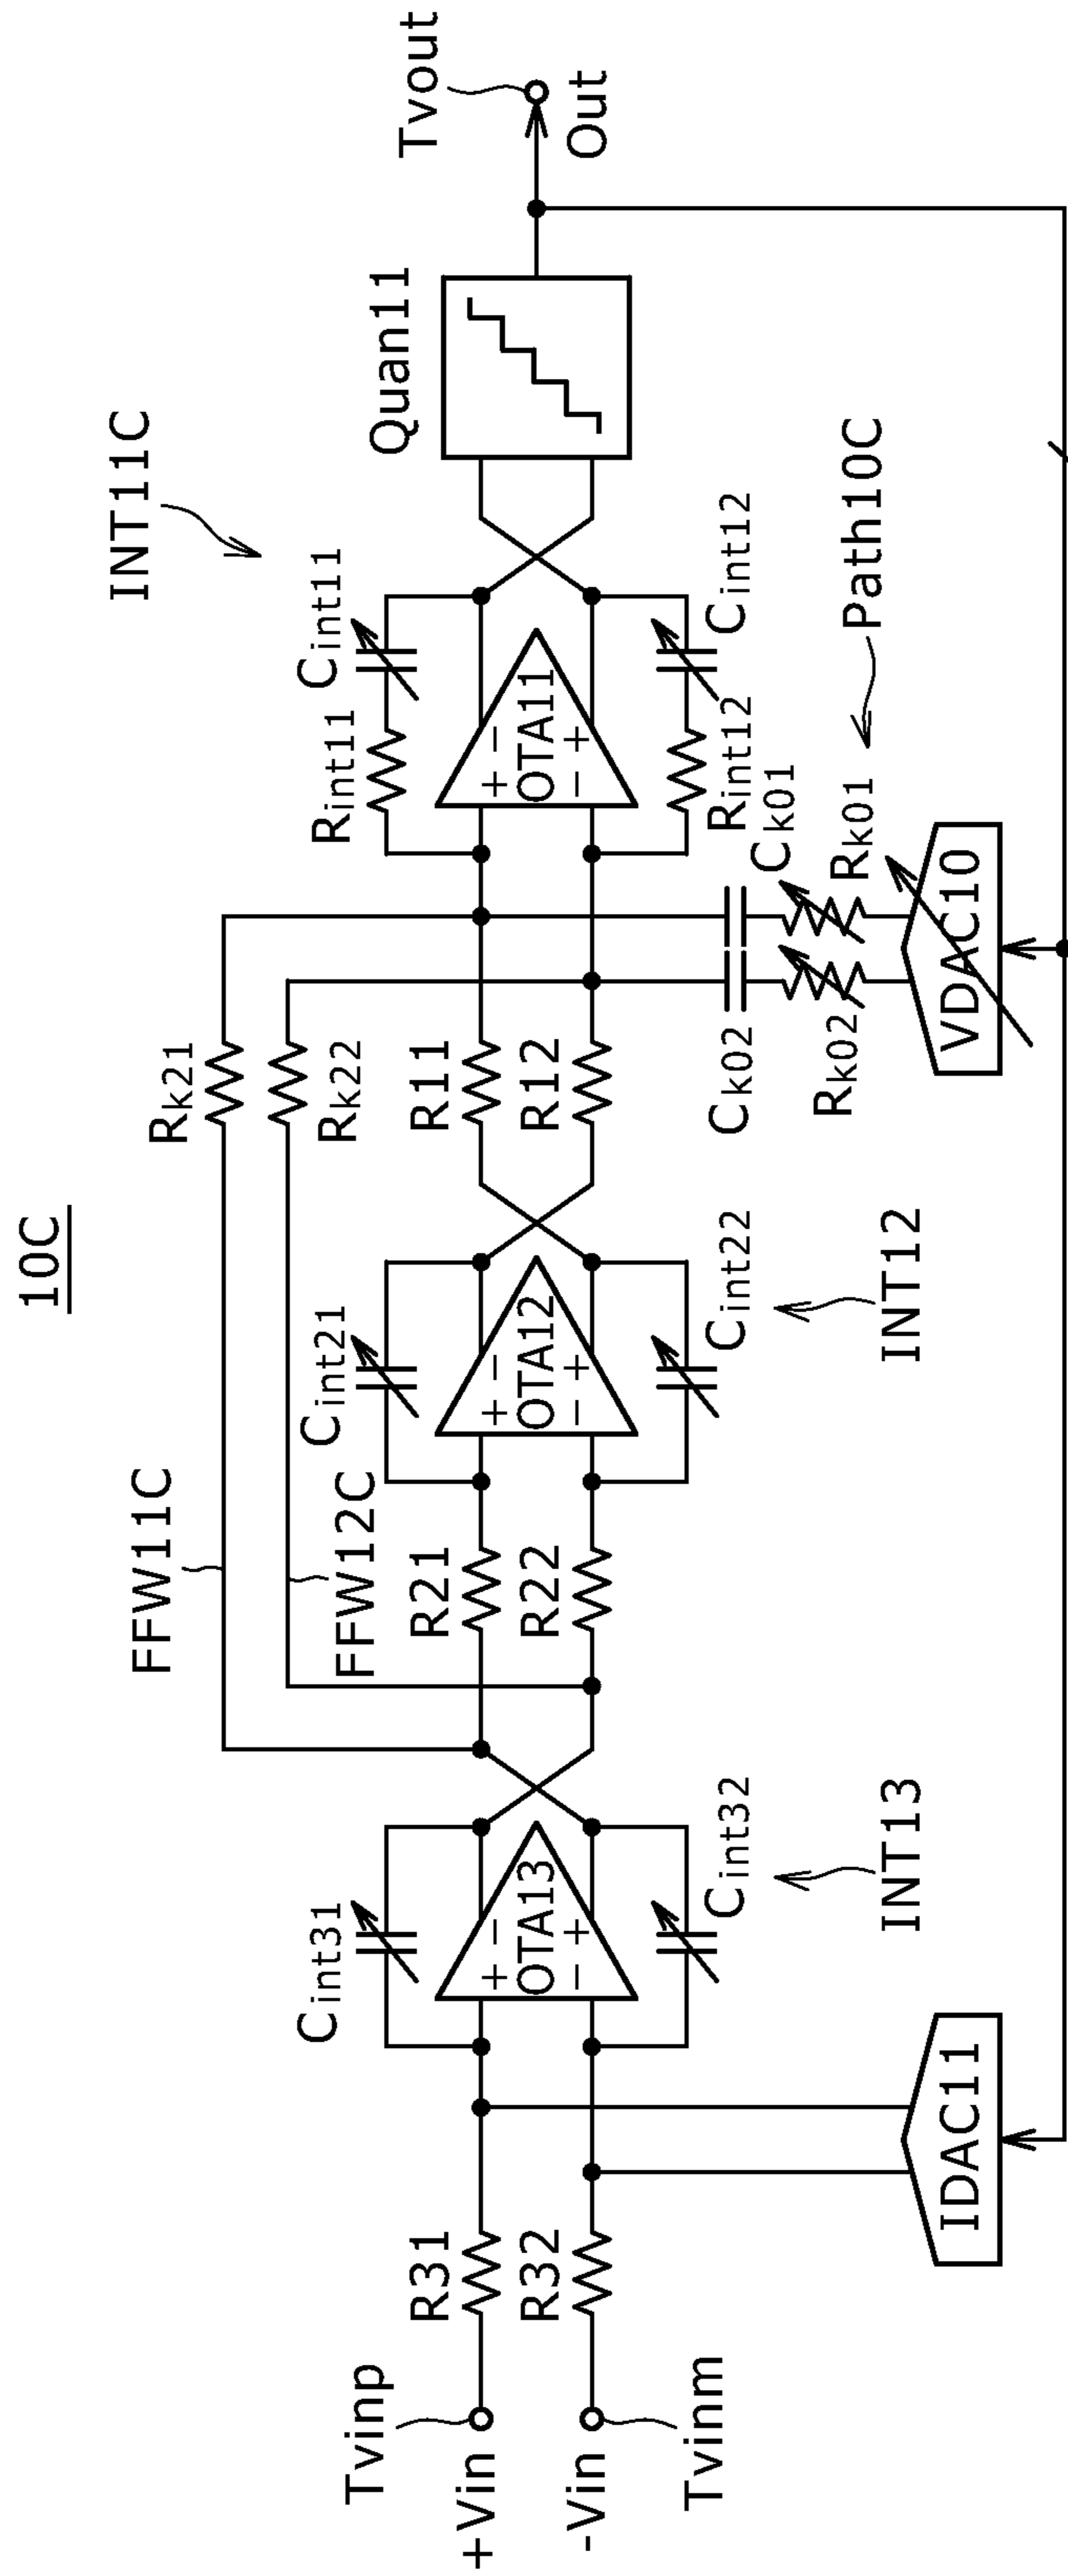 10C
FFW11C
FFW12C
Rk21
Rk22
INT11C
Tvinp
+Vin
-Vin
Tvinm
R31
R32
IDAC11
Cint31
+ -
OTA13
- +
Cint32
INT13
R21
R22
Cint21
+ -
OTA12
- +
Cint22
INT12
R11
R12
Ck02
Rk02
Ck01
Rk01
VDAC10
Path10C
Rint11
Cint11
+ -
OTA11
- +
Rint12
Cint12
Quan11
Tvout
Out